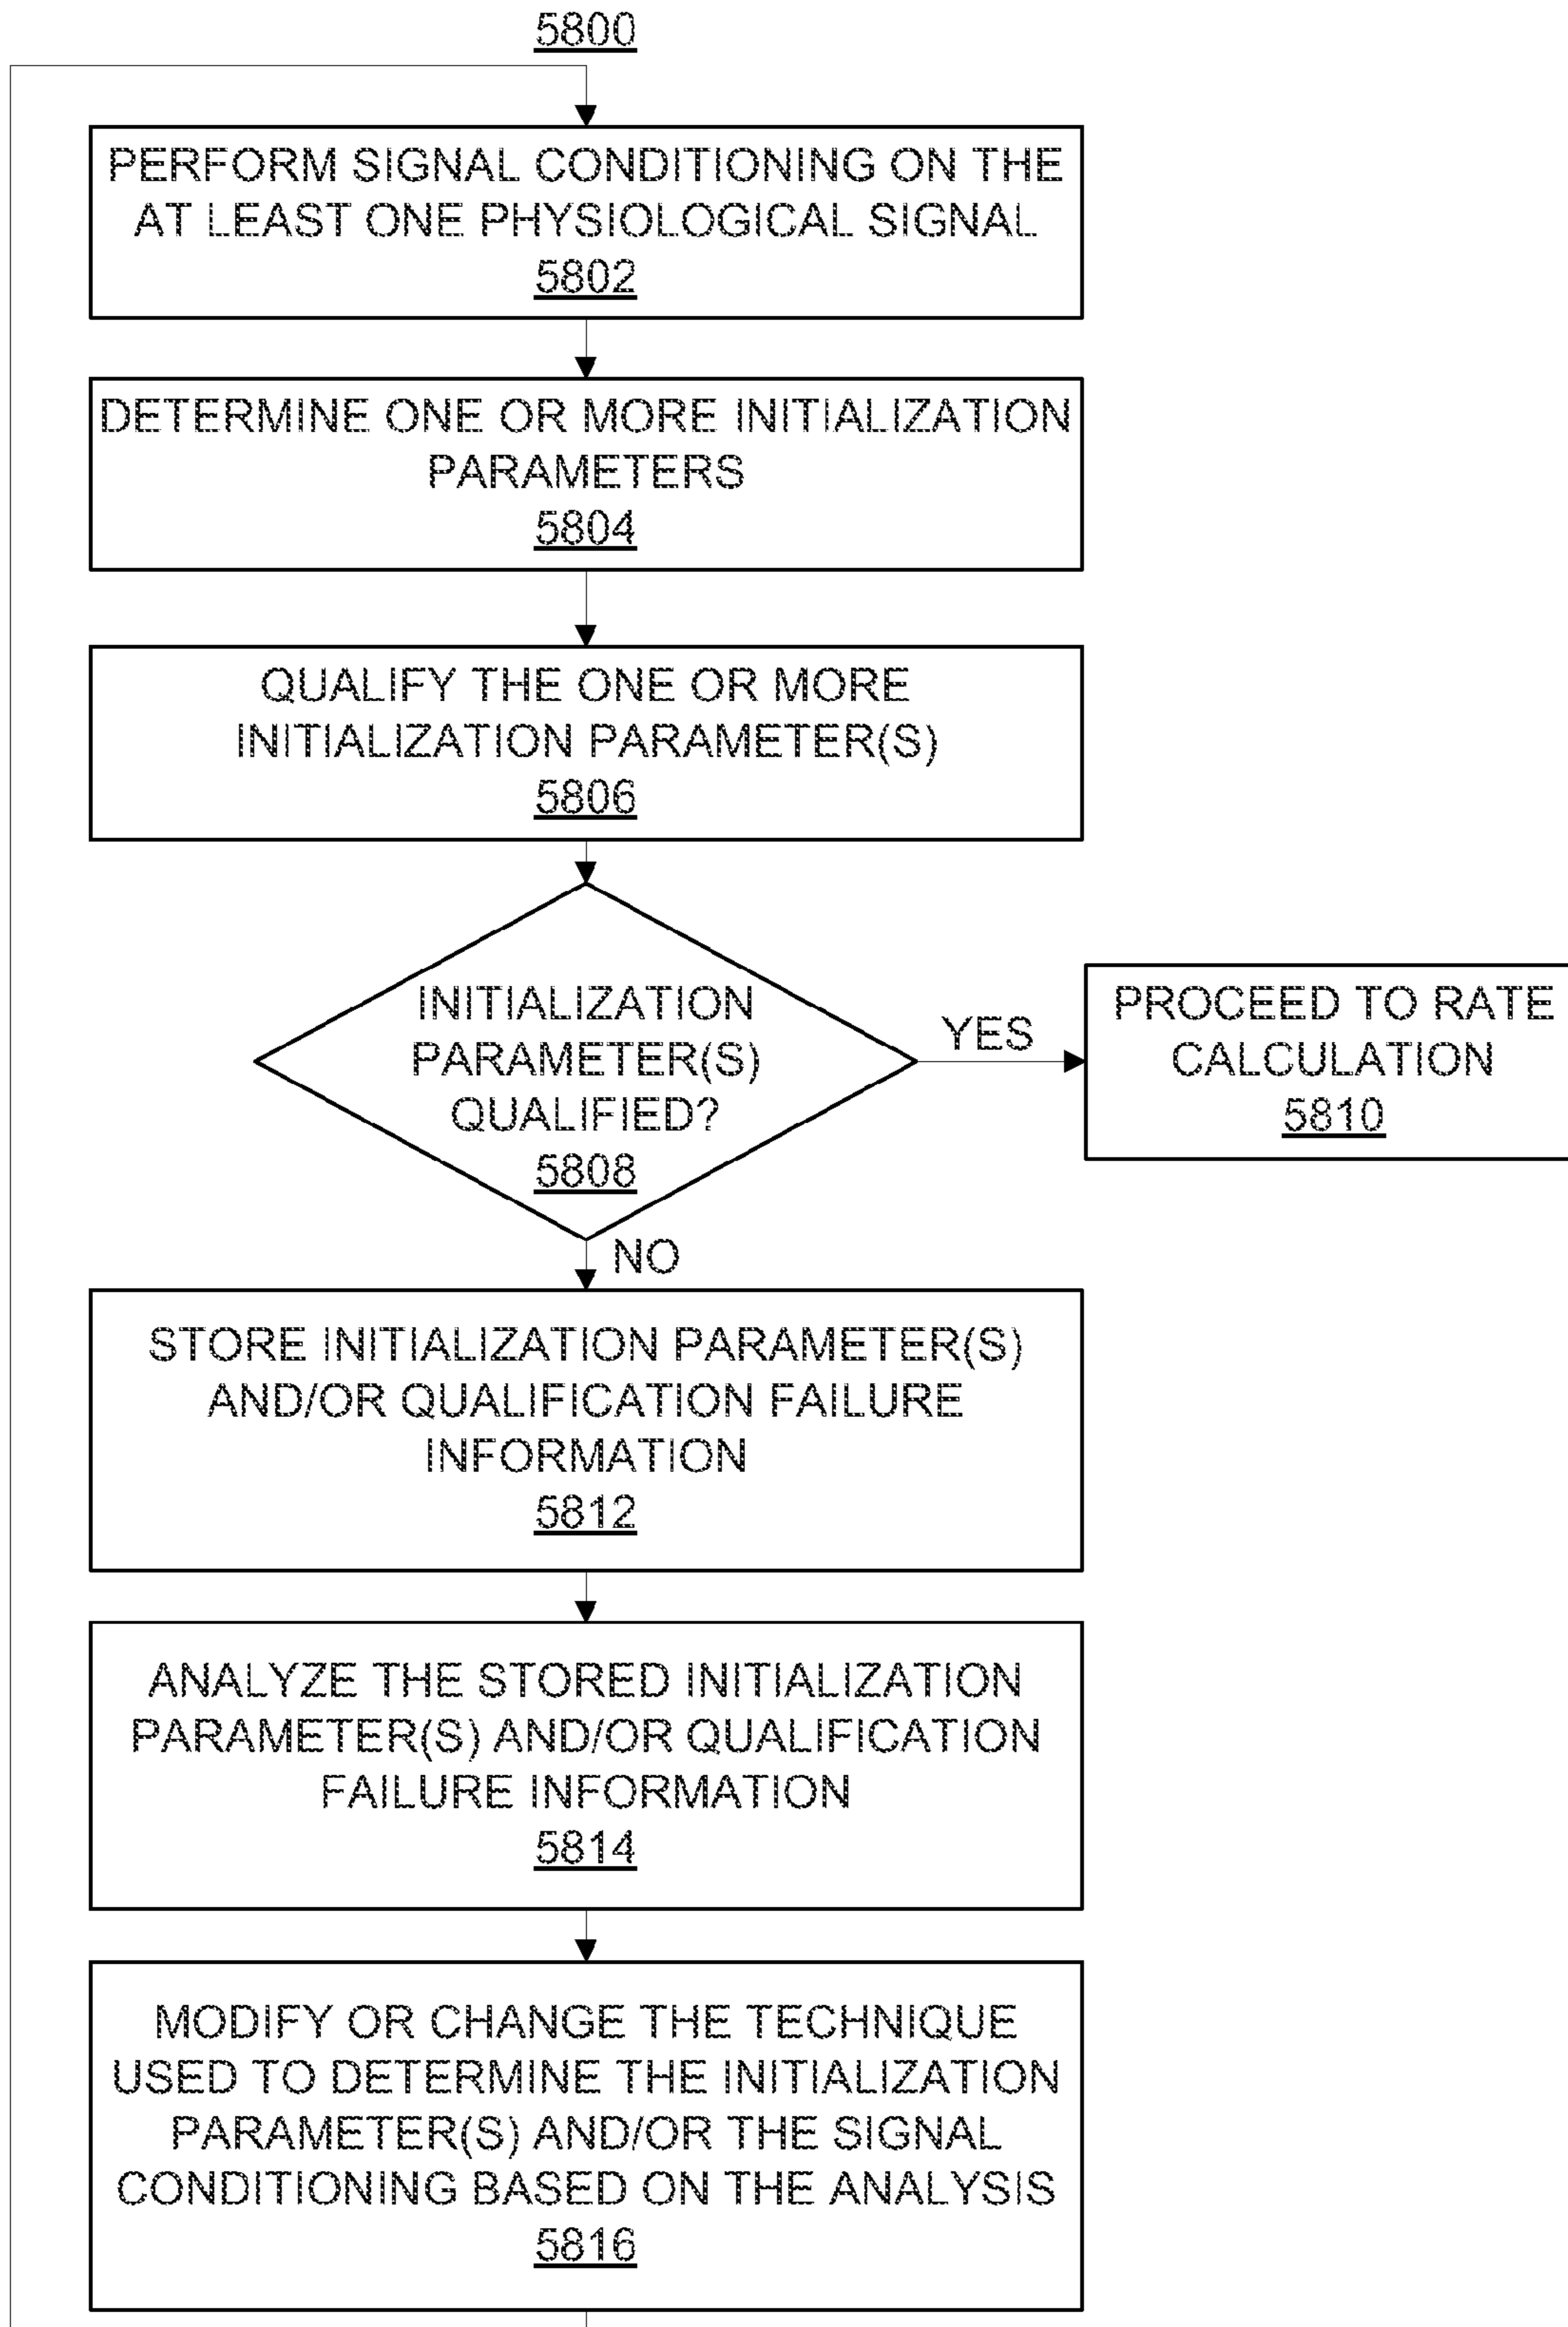 5800
PERFORM SIGNAL CONDITIONING ON THE
AT LEAST ONE PHYSIOLOGICAL SIGNAL
5802
DETERMINE ONE OR MORE INITIALIZATION
PARAMETERS
5804
QUALIFY THE ONE OR MORE
INITIALIZATION PARAMETER(S)
5806
INITIALIZATION
PARAMETER(S)
QUALIFIED?
5808
YES
PROCEED TO RATE
CALCULATION
5810
NO
STORE INITIALIZATION PARAMETER(S)
AND/OR QUALIFICATION FAILURE
INFORMATION
5812
ANALYZE THE STORED INITIALIZATION
PARAMETER(S) AND/OR QUALIFICATION
FAILURE INFORMATION
5814
MODIFY OR CHANGE THE TECHNIQUE
USED TO DETERMINE THE INITIALIZATION
PARAMETER(S) AND/OR THE SIGNAL
CONDITIONING BASED ON THE ANALYSIS
5816